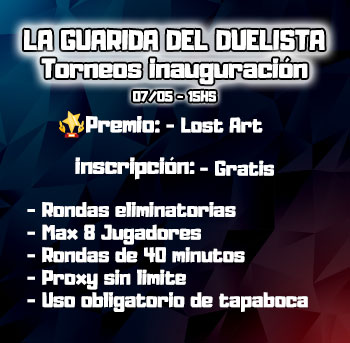 LA GUARIDA DEL DUELISTA
Torneos inauguración
07/05 - 15HS
Premio: - Lost Art
inscripción: - Gratis
- Rondas eliminatorias
- Max 8 Jugadores
- Rondas de 40 minutos
- Proxy sin limite
- Uso obligatorio de tapaboca